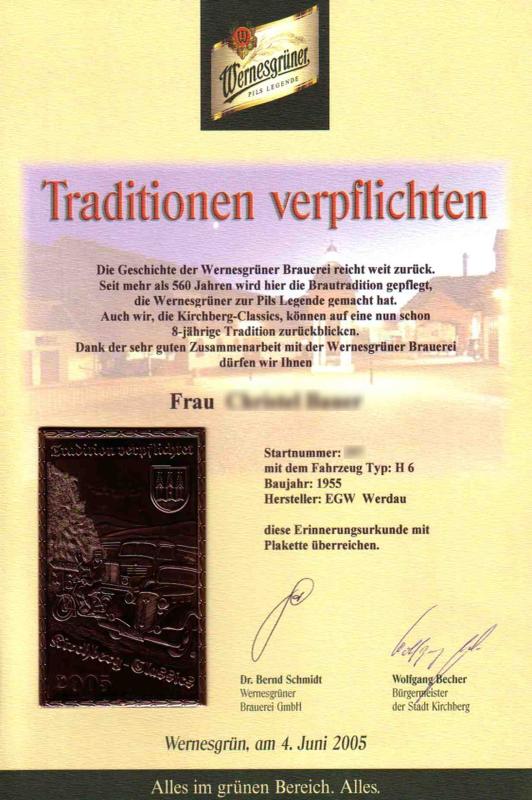 Wernesgrüner
PILS LEGENDE
Traditionen verpflichten
Die Geschichte der Wernesgrüner Brauerei reicht weit zurück.
Seit mehr als 560 Jahren wird hier die Brautradition gepflegt,
die Wernesgrüner zur Pils Legende gemacht hat.
Auch wir, die Kirchberg-Classics, können auf eine nun schon
8-jährige Tradition zurückblicken.
Dank der sehr guten Zusammenarbeit mit der Wernesgrüner Brauerei
dürfen wir Ihnen
Frau
Startnummer:
mit dem Fahrzeug Typ: H 6
Baujahr: 1955
Hersteller: EGW Werdau
diese Erinnerungsurkunde mit
Plakette überreichen.
Tradition verpflichtet
Kirchberg-Classics
2005
Dr. Bernd Schmidt
Wernesgrüner
Brauerei GmbH
Wolfgang Becher
Bürgermeister
der Stadt Kirchberg
Wernesgrün, am 4. Juni 2005
Alles im grünen Bereich. Alles.